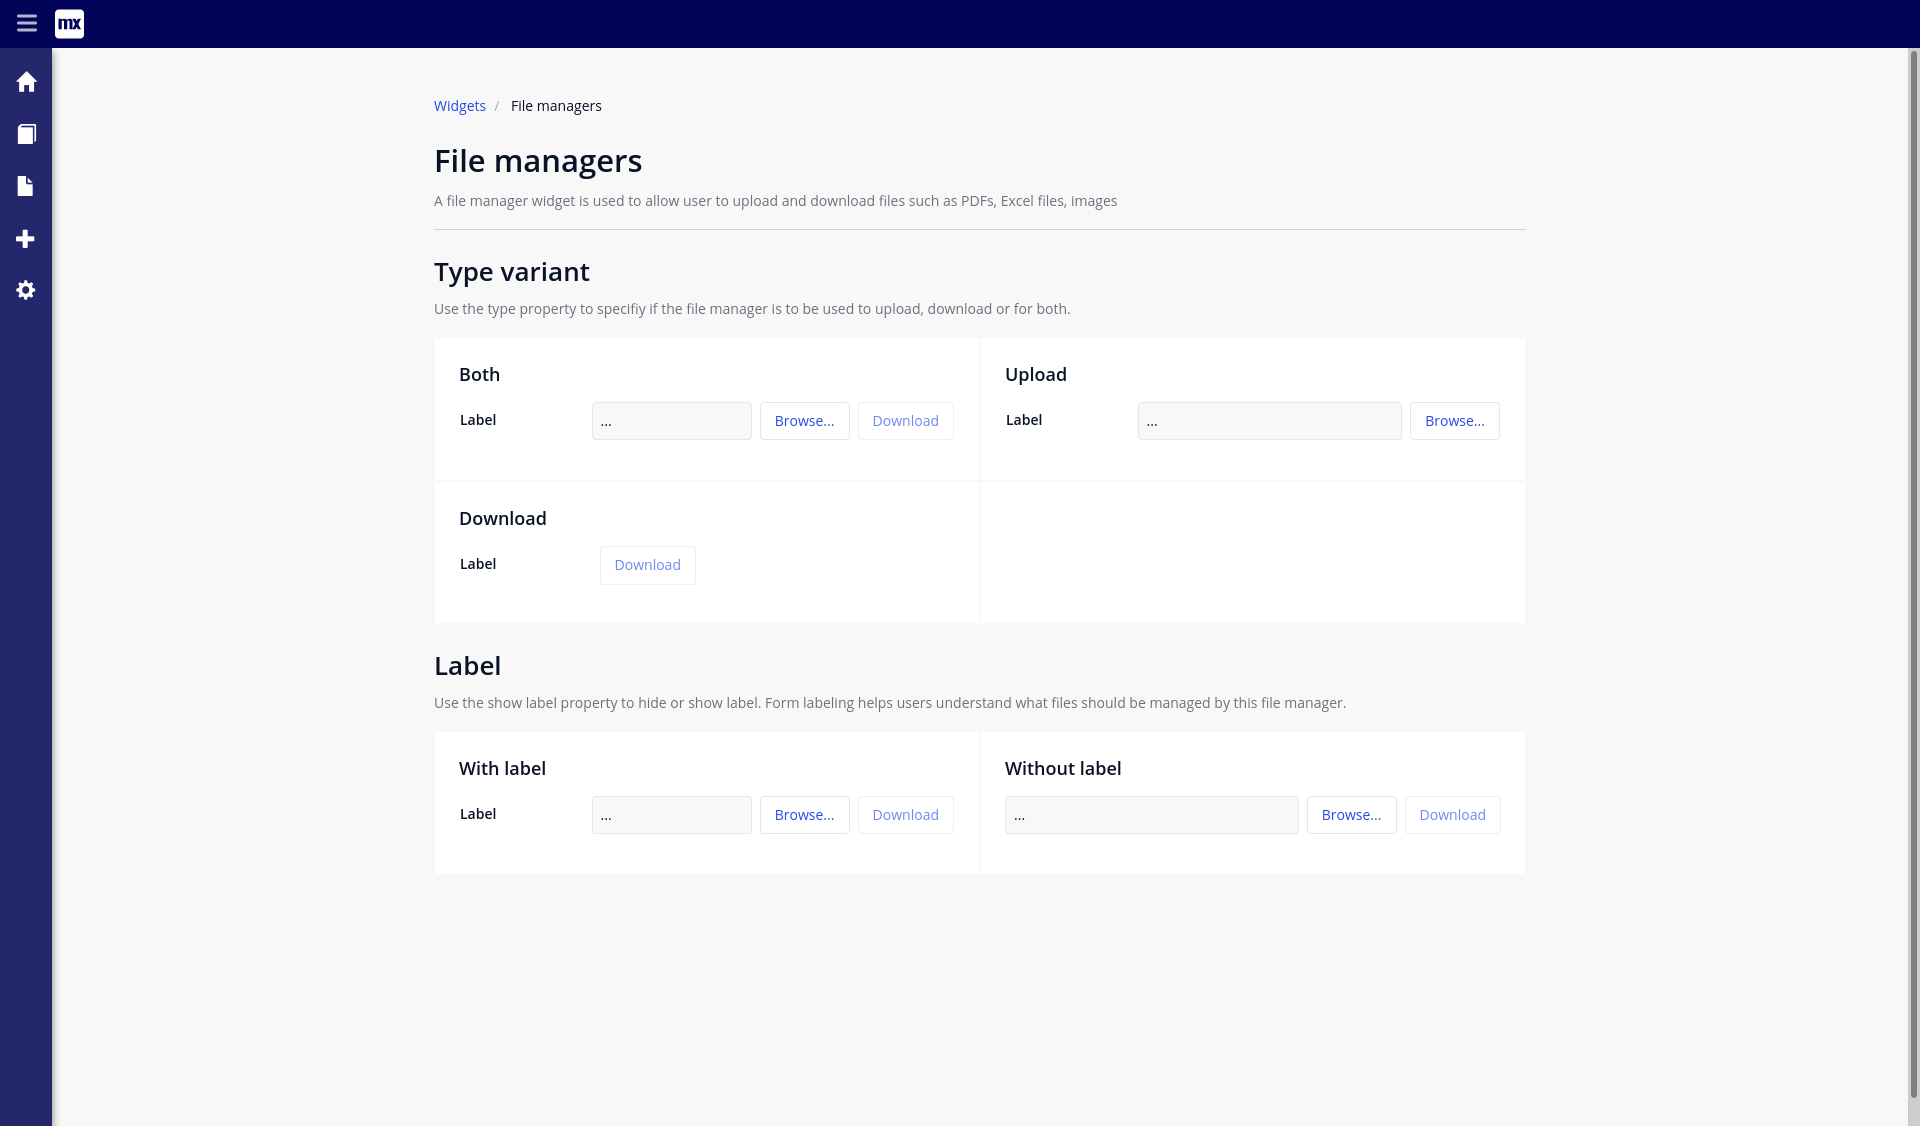 mx
Widgets / File managers
File managers
A file manager widget is used to allow user to upload and download files such as PDFs, Excel files, images
Type variant
Use the type property to specifiy if the file manager is to be used to upload, download or for both.
Both
Label ... Browse... Download
Upload
Label ... Browse...
Download
Label Download
Label
Use the show label property to hide or show label. Form labeling helps users understand what files should be managed by this file manager.
With label
Label ... Browse... Download
Without label
... Browse... Download